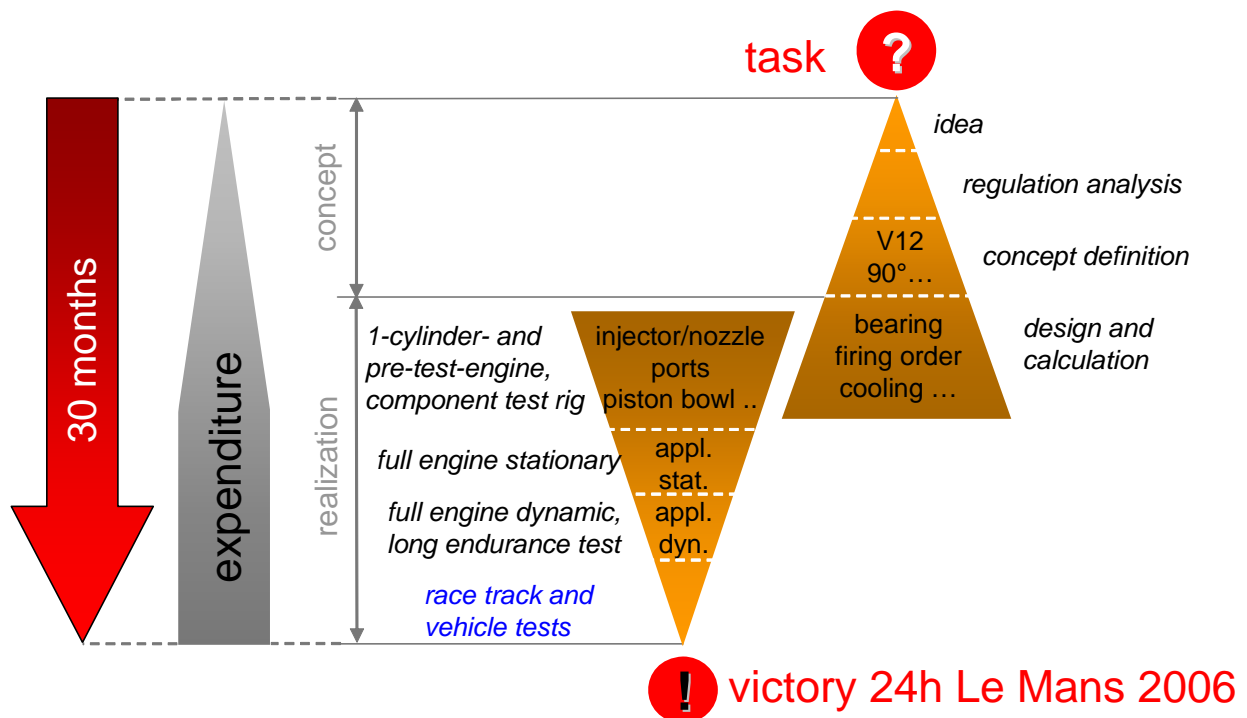 ?
task
idea
regulation analysis
concept
V12
90°…
concept definition
30 months
expenditure
realization
1-cylinder- and
pre-test-engine,
component test rig
injector/nozzle
ports
piston bowl ..
bearing
firing order
cooling …
design and
calculation
full engine stationary
appl.
stat.
full engine dynamic,
long endurance test
appl.
dyn.
race track and
vehicle tests
!
victory 24h Le Mans 2006